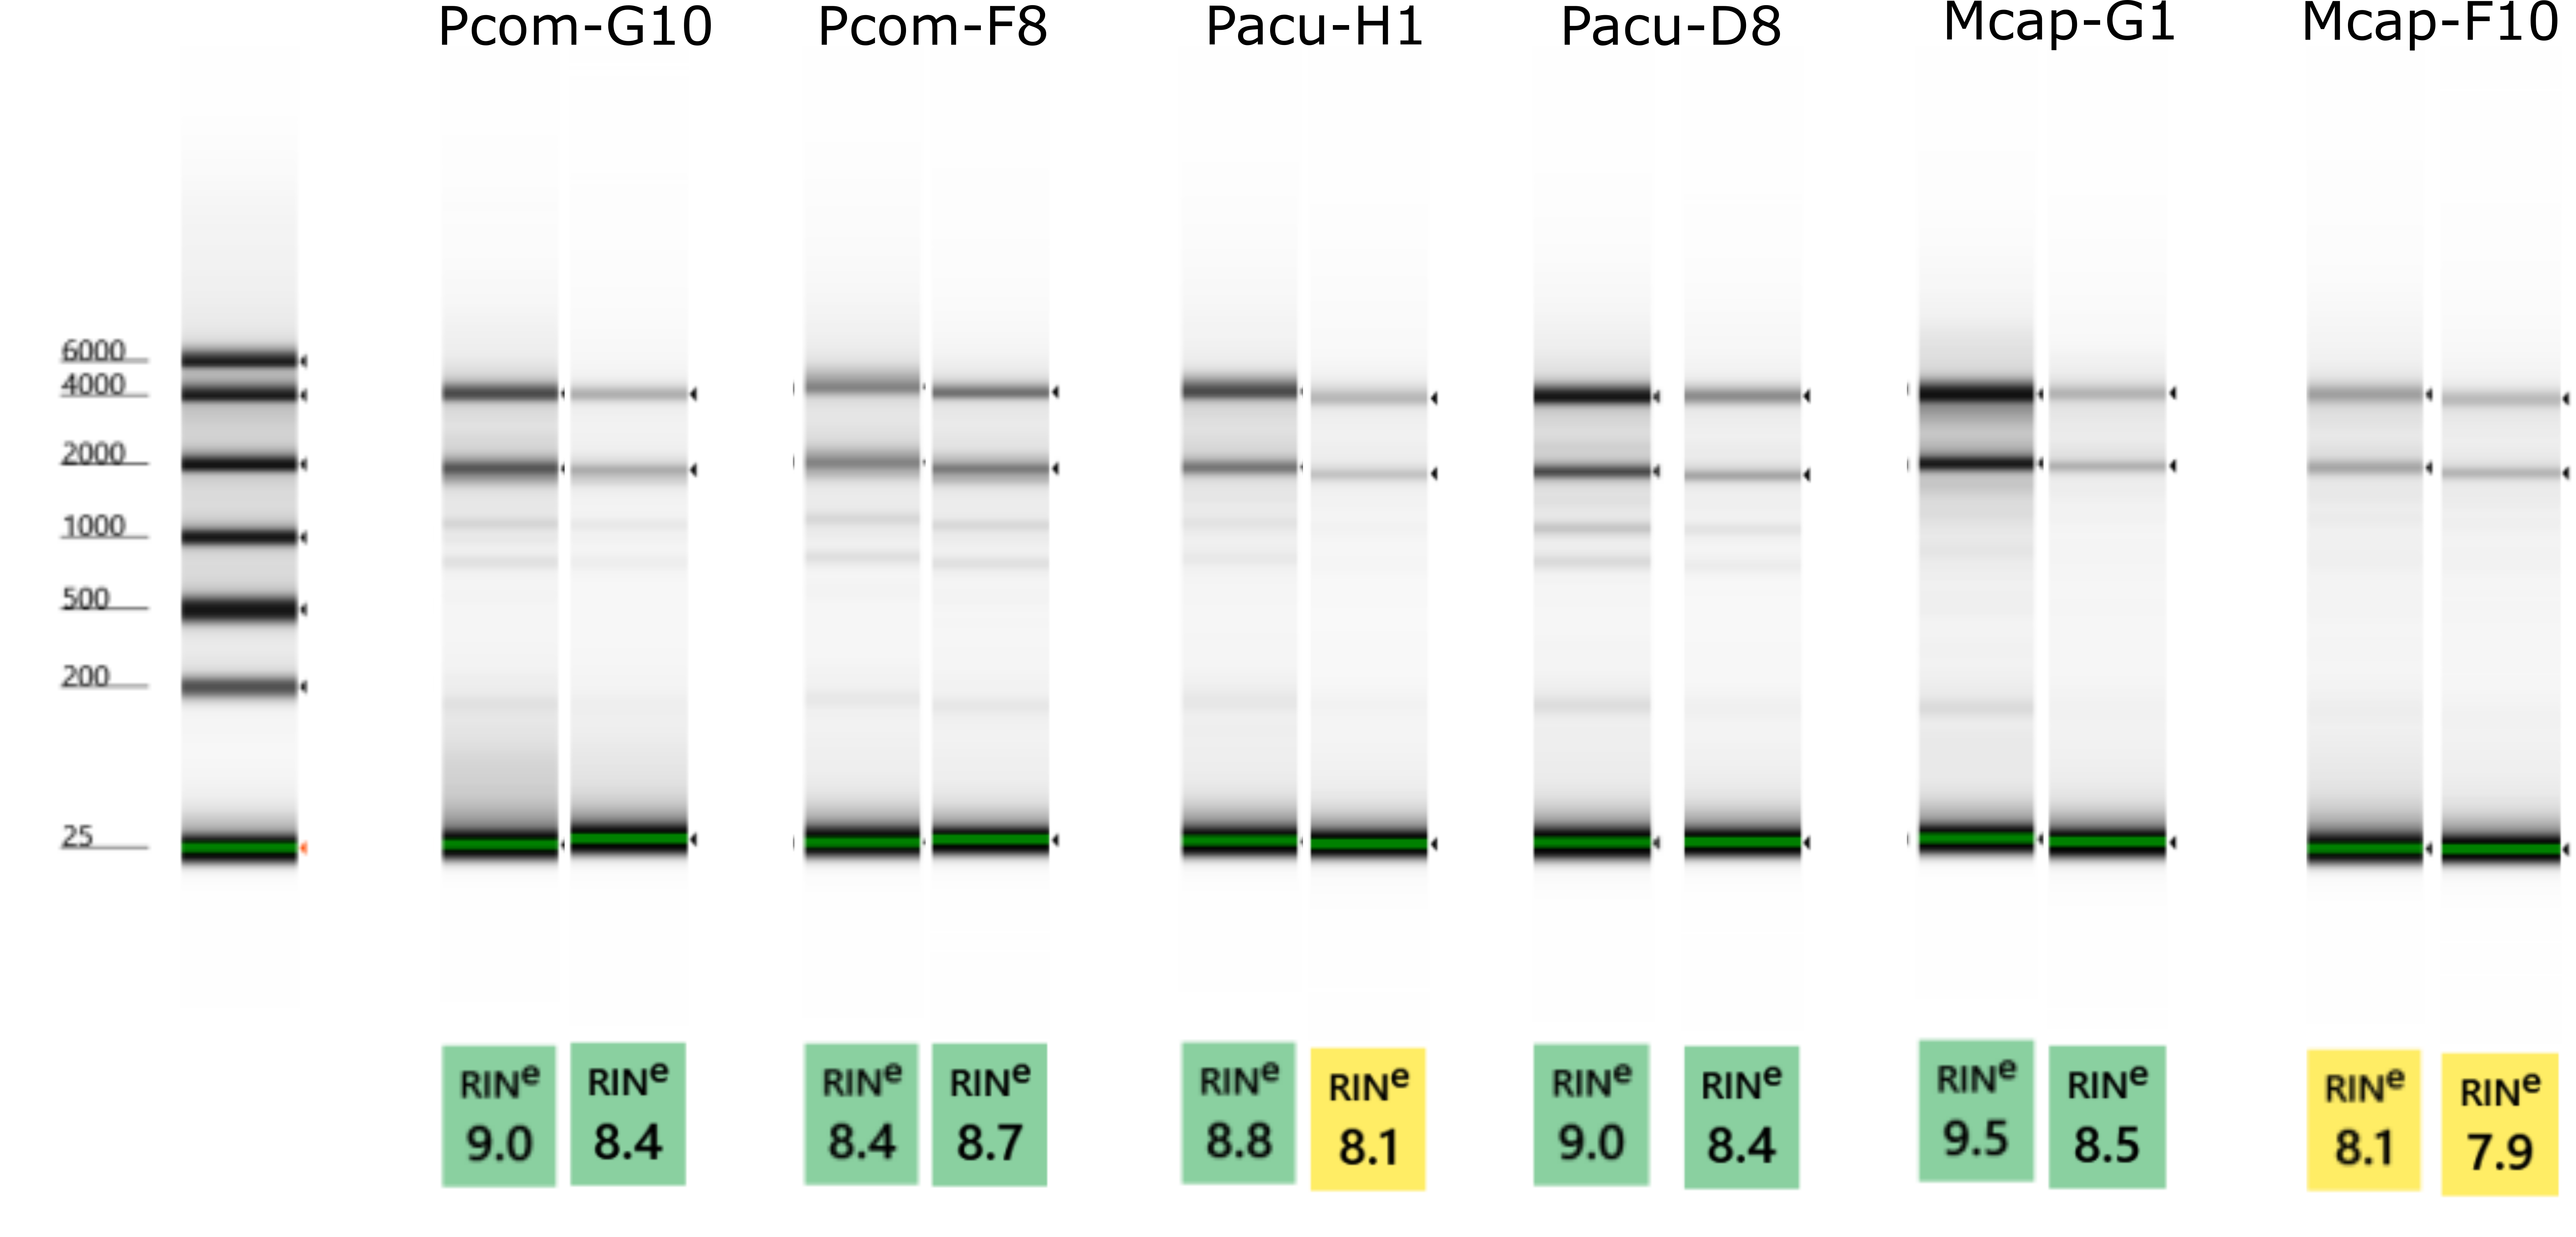 Pcom-G10 Pcom-F8 Pacu-H1 Pacu-D8 Mcap-G1 Mcap-F10
6000
4000
2000
1000
500
200
25
RINe RINe RINe RINe RINe RINe RINe RINe RINe RINe RINe RINe
9.0 8.4 8.4 8.7 8.8 8.1 9.0 8.4 9.5 8.5 8.1 7.9